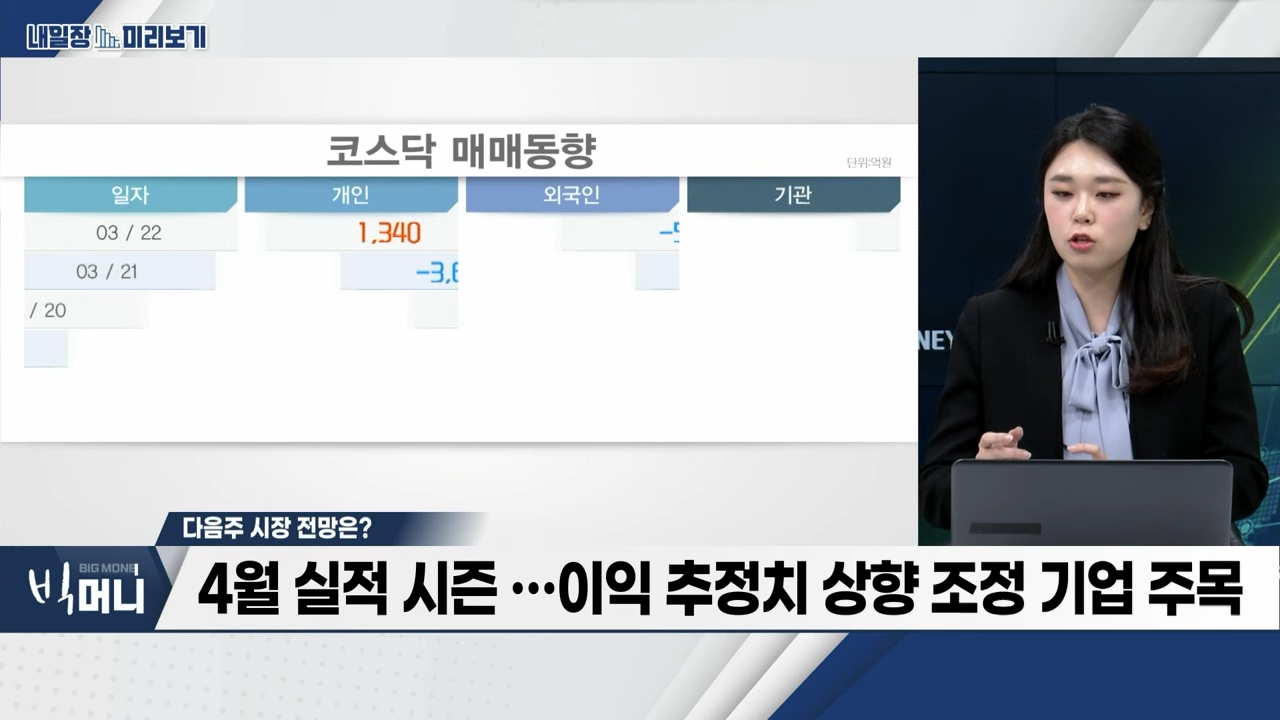 내일장 미리보기
코스닥 매매동향
단위:억원
일자 개인 외국인 기관
03 / 22 1,340
03 / 21
/ 20
NEY
다음주 시장 전망은?
BIG MONEY
빅머니
4월 실적 시즌 …이익 추정치 상향 조정 기업 주목